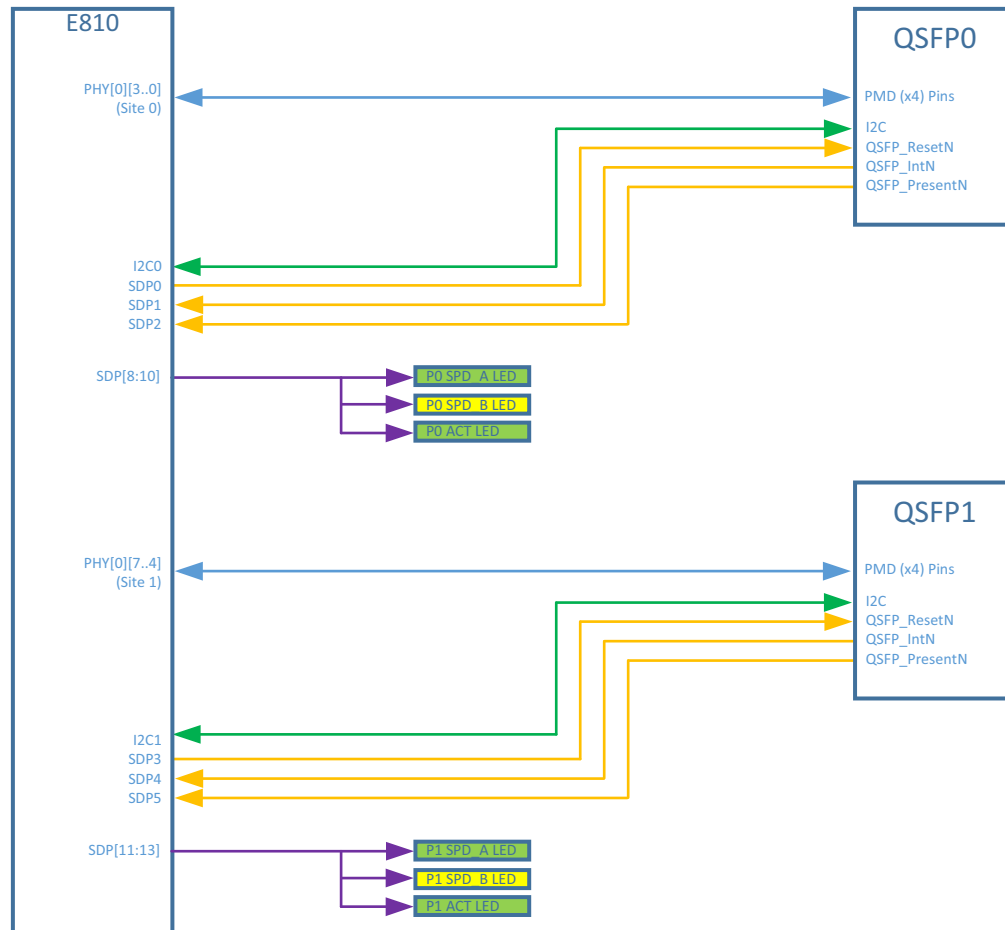 E810
QSFP0
PHY[0][3..0]
(Site 0)
PMD (x4) Pins
I2C
QSFP_ResetN
QSFP_IntN
QSFP_PresentN
I2C0
SDP0
SDP1
SDP2
SDP[8:10]
P0 SPD_A LED
P0 SPD_B LED
P0 ACT LED
QSFP1
PHY[0][7..4]
(Site 1)
PMD (x4) Pins
I2C
QSFP_ResetN
QSFP_IntN
QSFP_PresentN
I2C1
SDP3
SDP4
SDP5
SDP[11:13]
P1 SPD_A LED
P1 SPD_B LED
P1 ACT LED